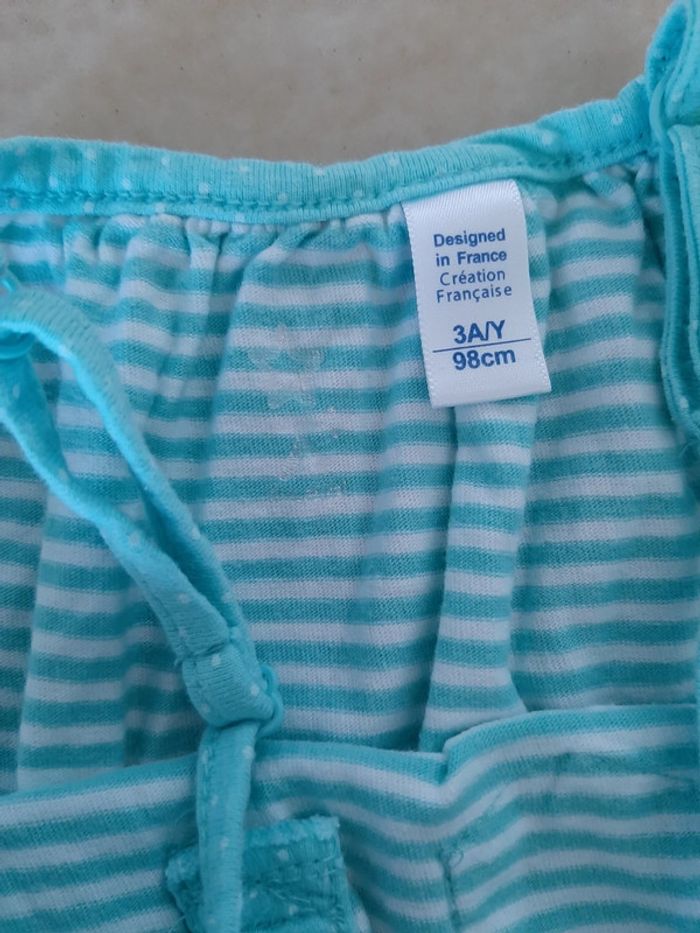 Designed
in France
Création
Française
3A/Y
98cm